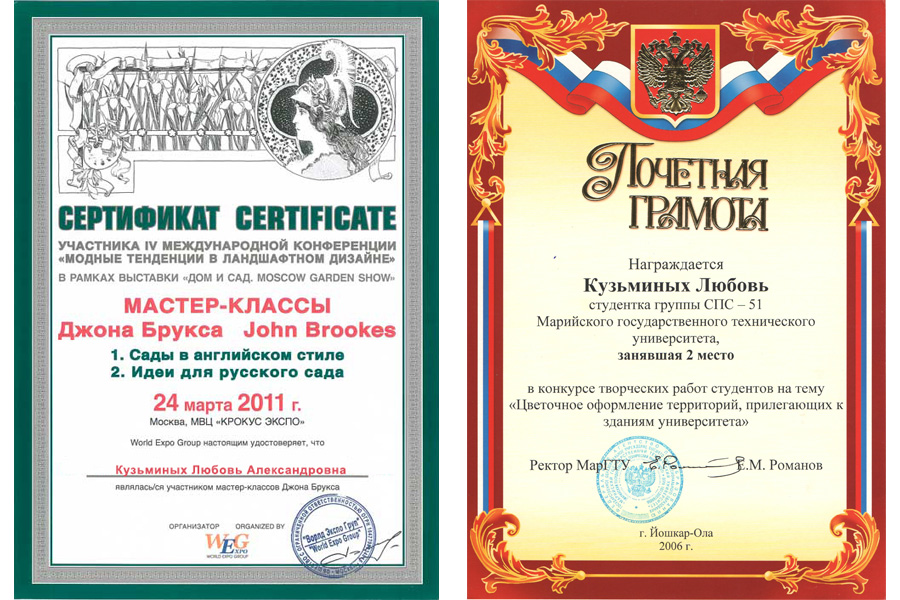 СЕРТИФИКАТ CERTIFICATE
УЧАСТНИКА IV МЕЖДУНАРОДНОЙ КОНФЕРЕНЦИИ
«МОДНЫЕ ТЕНДЕНЦИИ В ЛАНДШАФТНОМ ДИЗАЙНЕ»
В РАМКАХ ВЫСТАВКИ «ДОМ И САД. MOSCOW GARDEN SHOW»
МАСТЕР-КЛАССЫ
Джона Брукса John Brookes
1. Сады в английском стиле
2. Идеи для русского сада
24 марта 2011 г.
Москва, МВЦ «КРОКУС ЭКСПО»
World Expo Group настоящим удостоверяет, что
Кузьминых Любовь Александровна
являлась/ся участником мастер-классов Джона Брукса
ОРГАНИЗАТОР ORGANIZED BY
WEG
EXPO
WORLD EXPO GROUP
"Ворлд Экспо Груп"
"World Expo Group"
ПОЧЕТНАЯ
ГРАМОТА
Награждается
Кузьминых Любовь
студентка группы СПС – 51
Марийского государственного технического
университета,
занявшая 2 место
в конкурсе творческих работ студентов на тему
«Цветочное оформление территорий, прилегающих к
зданиям университета»
Ректор МарГТУ Е.М. Романов
г. Йошкар-Ола
2006 г.